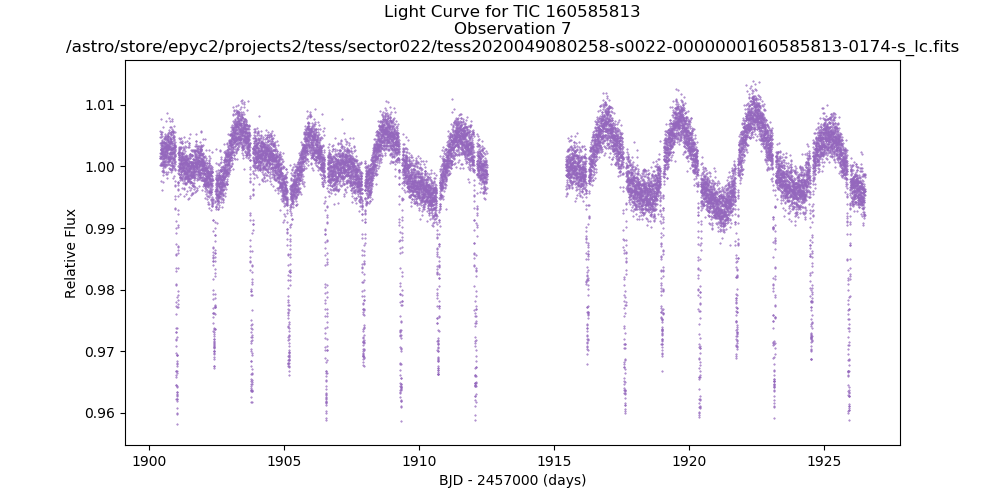 Light Curve for TIC 160585813
Observation 7
/astro/store/epyc2/projects2/tess/sector022/tess2020049080258-s0022-0000000160585813-0174-s_lc.fits
1.01
1.00
0.99
0.98
0.97
0.96
Relative Flux
1900
1905
1910
1915
1920
1925
BJD - 2457000 (days)